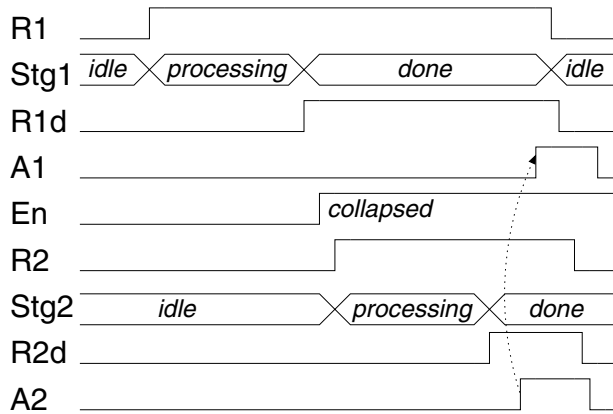 R1
Stg1 idle processing done idle
R1d
A1
En collapsed
R2
Stg2 idle processing done
R2d
A2